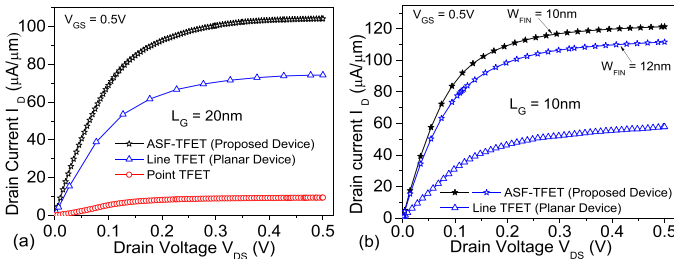 V_GS = 0.5V
L_G = 20nm
ASF-TFET (Proposed Device)
Line TFET (Planar Device)
Point TFET
Drain Current I_D (μA/μm)
100
80
60
40
20
0
0.0 0.1 0.2 0.3 0.4 0.5
(a) Drain Voltage V_DS (V)
V_GS = 0.5V
W_FIN = 10nm
W_FIN = 12nm
L_G = 10nm
ASF-TFET (Proposed Device)
Line TFET (Planar Device)
Drain Current I_D (μA/μm)
120
100
80
60
40
20
0
0.0 0.1 0.2 0.3 0.4 0.5
(b) Drain Voltage V_DS (V)